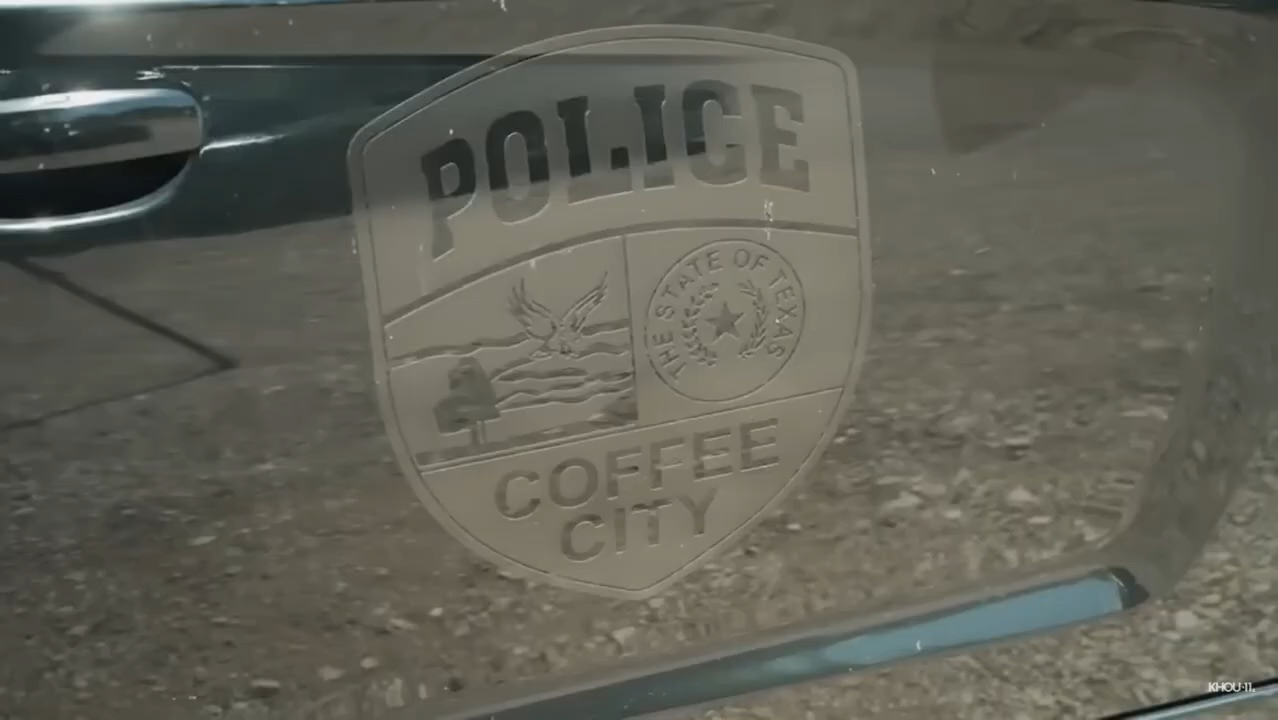 POLICE
THE STATE OF TEXAS
COFFEE
CITY
KHOU•11.